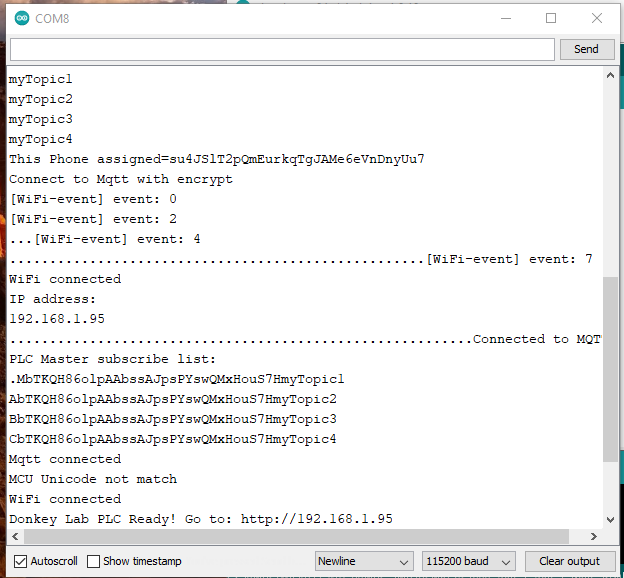 COM8
Send
myTopic1
myTopic2
myTopic3
myTopic4
This Phone assigned=su4JSlT2pQmEurkqTgJAMe6eVnDnyUu7
Connect to Mqtt with encrypt
[WiFi-event] event: 0
[WiFi-event] event: 2
...[WiFi-event] event: 4
....................................................[WiFi-event] event: 7
WiFi connected
IP address:
192.168.1.95
..........................................................Connected to MQT
PLC Master subscribe list:
.MbTKQH86olpAAbssAJpsPYswQMxHouS7HmyTopic1
AbTKQH86olpAAbssAJpsPYswQMxHouS7HmyTopic2
BbTKQH86olpAAbssAJpsPYswQMxHouS7HmyTopic3
CbTKQH86olpAAbssAJpsPYswQMxHouS7HmyTopic4
Mqtt connected
MCU Unicode not match
WiFi connected
Donkey Lab PLC Ready! Go to: http://192.168.1.95
Autoscroll Show timestamp Newline 115200 baud Clear output